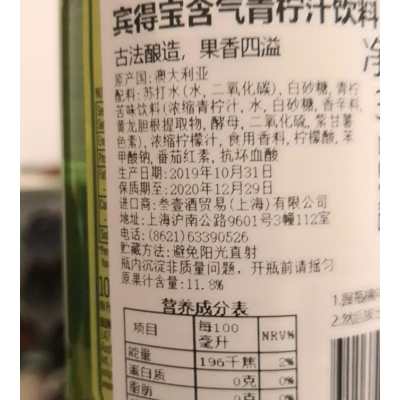 宾得宝含气青柠汁饮料
古法酿造，果香四溢
原产国:澳大利亚
配料: 苏打水(水, 二氧化碳), 白砂糖, 青柠
苦味饮料(浓缩青柠汁, 水, 白砂糖, 香辛料,
黄龙胆根提取物, 酵母, 二氧化硫, 紫甘薯
色素), 浓缩柠檬汁, 食用香料, 柠檬酸, 苯
甲酸钠, 番茄红素, 抗坏血酸
生产日期: 2019年10月31日
保质期至: 2020年12月29日
进口商: 叁壹酒贸易(上海)有限公司
地址: 上海沪南公路9601号3幢112室
电话: (8621)63390526
贮藏方法: 避免阳光直射
瓶内沉淀非质量问题, 开瓶前请摇匀
原果汁含量: 11.8%
营养成分表
项目 每100毫升 NRV%
能量 196千焦 2%
蛋白质 0克 0%
脂肪 0克 0%
净